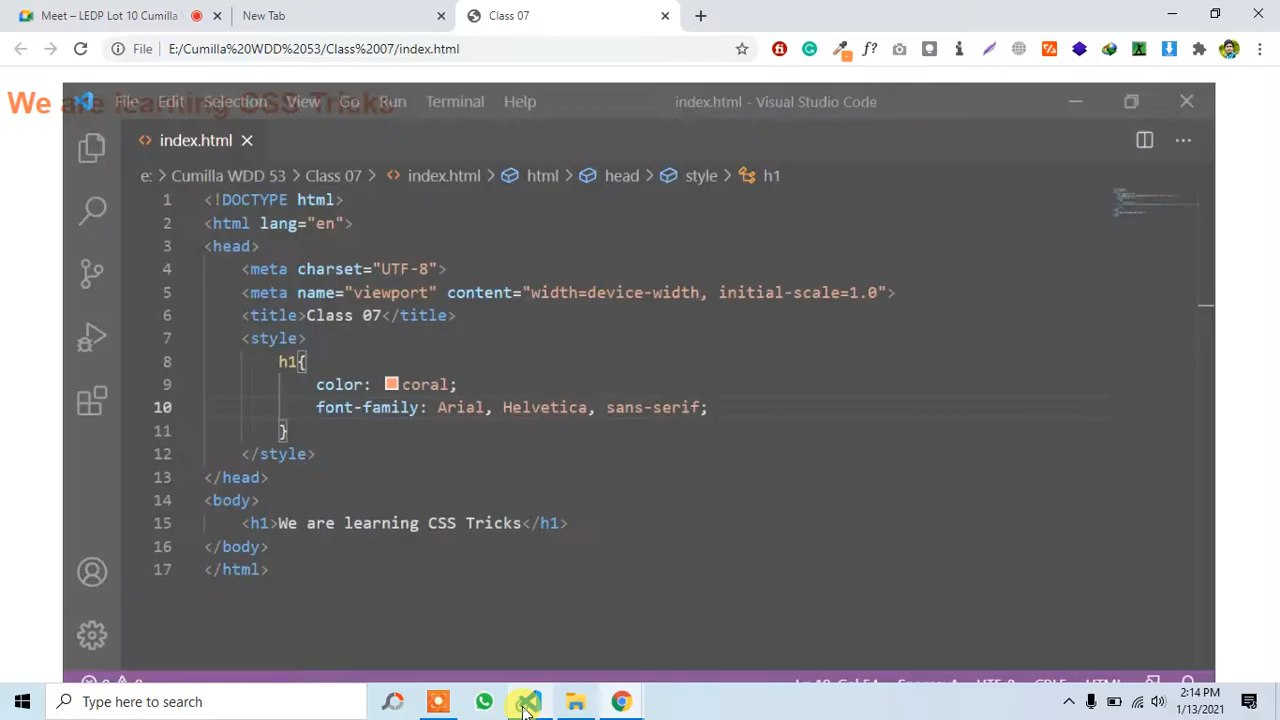 Meet – LEDP Lot 10 Cumilla
New Tab
Class 07
File E:/Cumilla%20WDD%2053/Class%2007/index.html
We are learning CSS Tricks
File Edit Selection View Go Run Terminal Help index.html - Visual Studio Code
index.html
e: > Cumilla WDD 53 > Class 07 > index.html > html > head > style > h1
1 <!DOCTYPE html>
2 <html lang="en">
3 <head>
4 <meta charset="UTF-8">
5 <meta name="viewport" content="width=device-width, initial-scale=1.0">
6 <title>Class 07</title>
7 <style>
8 h1{
9 color: coral;
10 font-family: Arial, Helvetica, sans-serif;
11 }
12 </style>
13 </head>
14 <body>
15 <h1>We are learning CSS Tricks</h1>
16 </body>
17 </html>
Type here to search
2:14 PM
1/13/2021